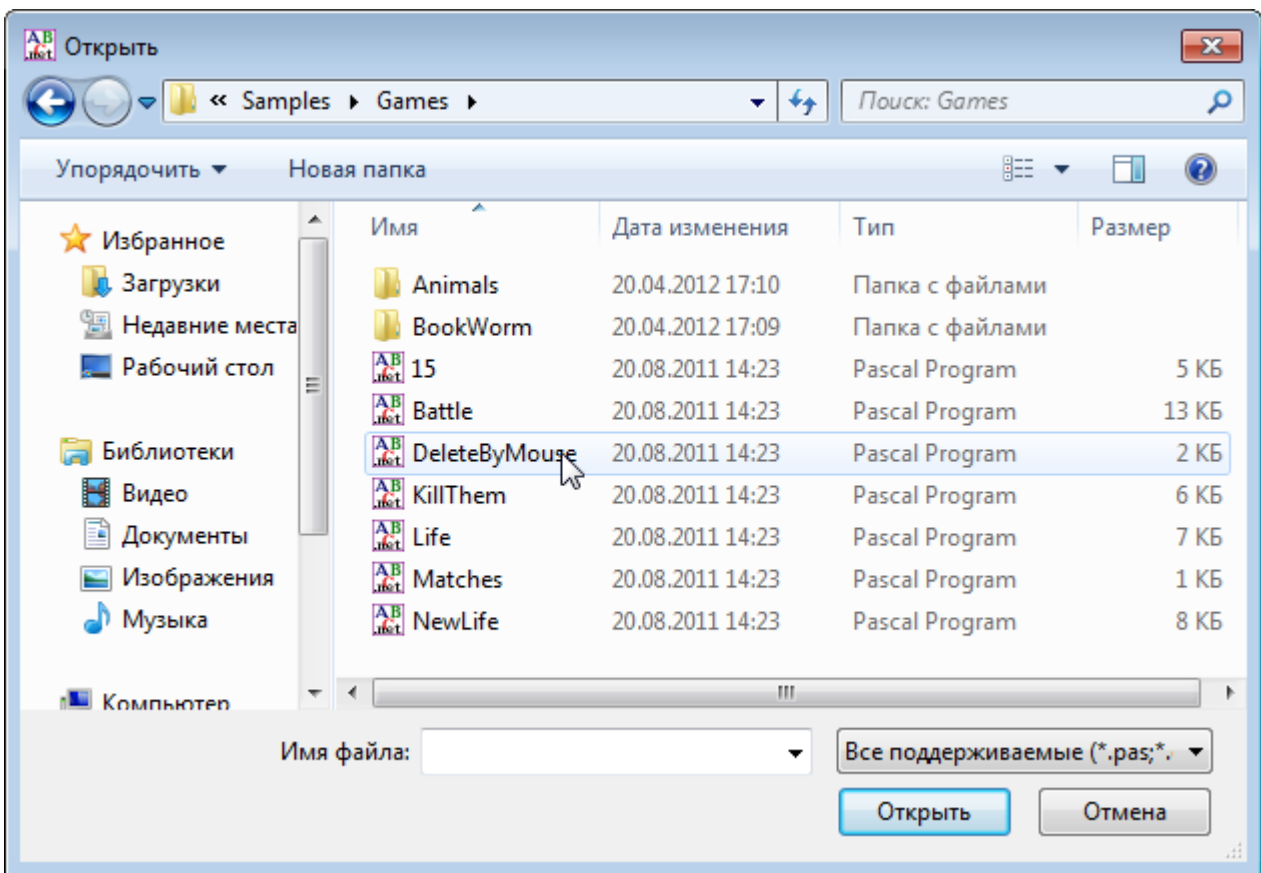 Открыть
« Samples Games
Поиск: Games
Упорядочить Новая папка
Избранное
Загрузки
Недавние места
Рабочий стол
Библиотеки
Видео
Документы
Изображения
Музыка
Компьютер
Имя Дата изменения Тип Размер
Animals 20.04.2012 17:10 Папка с файлами
BookWorm 20.04.2012 17:09 Папка с файлами
15 20.08.2011 14:23 Pascal Program 5 КБ
Battle 20.08.2011 14:23 Pascal Program 13 КБ
DeleteByMouse 20.08.2011 14:23 Pascal Program 2 КБ
KillThem 20.08.2011 14:23 Pascal Program 6 КБ
Life 20.08.2011 14:23 Pascal Program 7 КБ
Matches 20.08.2011 14:23 Pascal Program 1 КБ
NewLife 20.08.2011 14:23 Pascal Program 8 КБ
Имя файла:
Все поддерживаемые (*.pas;*.
Открыть Отмена